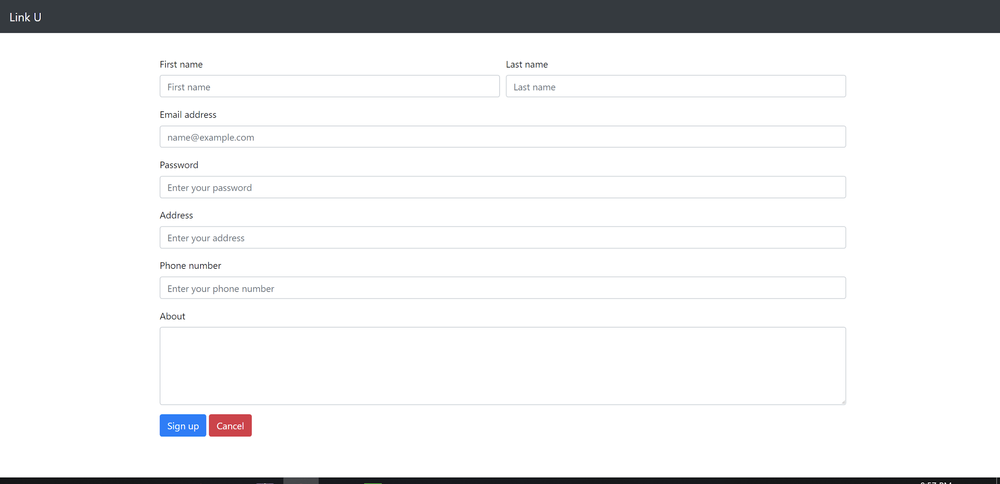 Link U
First name Last name
First name Last name
Email address
name@example.com
Password
Enter your password
Address
Enter your address
Phone number
Enter your phone number
About
Sign up Cancel